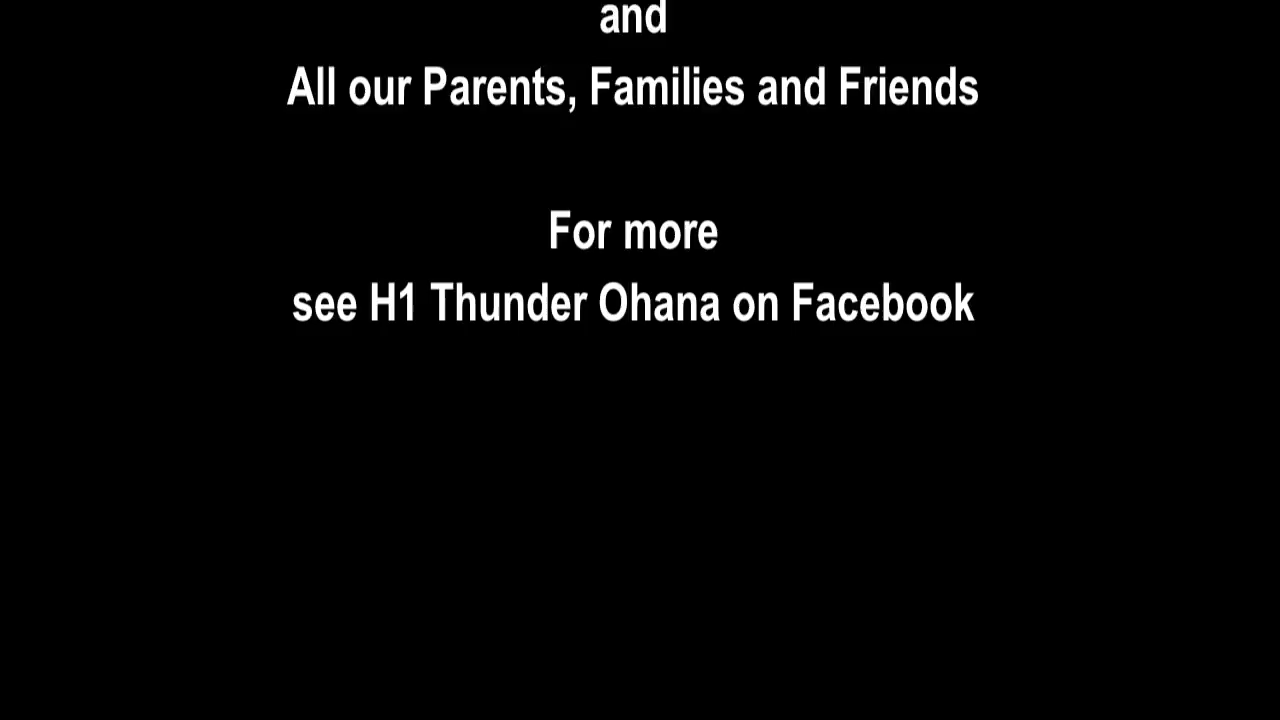 and
All our Parents, Families and Friends
For more
see H1 Thunder Ohana on Facebook